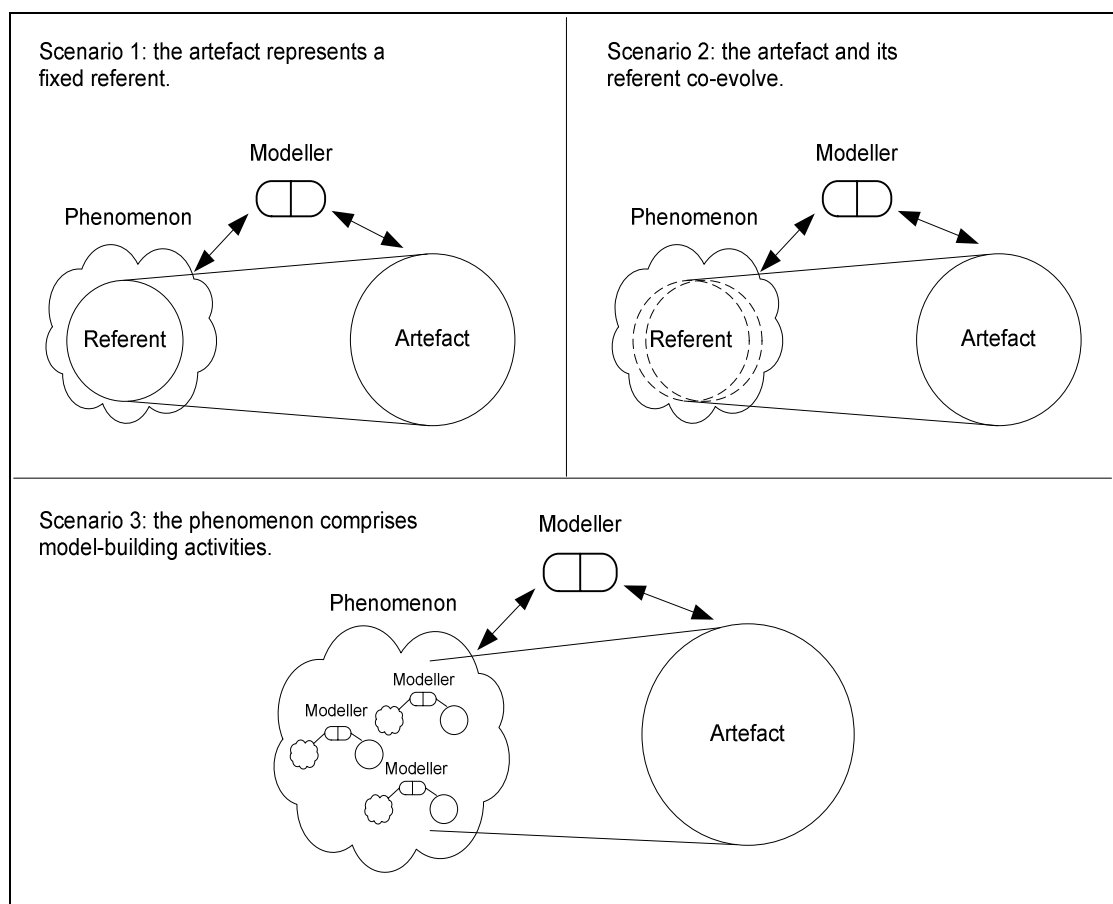 Scenario 1: the artefact represents a
fixed referent.
Modeller
Phenomenon
Referent
Artefact
Scenario 2: the artefact and its
referent co-evolve.
Modeller
Phenomenon
Referent
Artefact
Scenario 3: the phenomenon comprises
model-building activities.
Modeller
Phenomenon
Modeller
Modeller
Modeller
Artefact